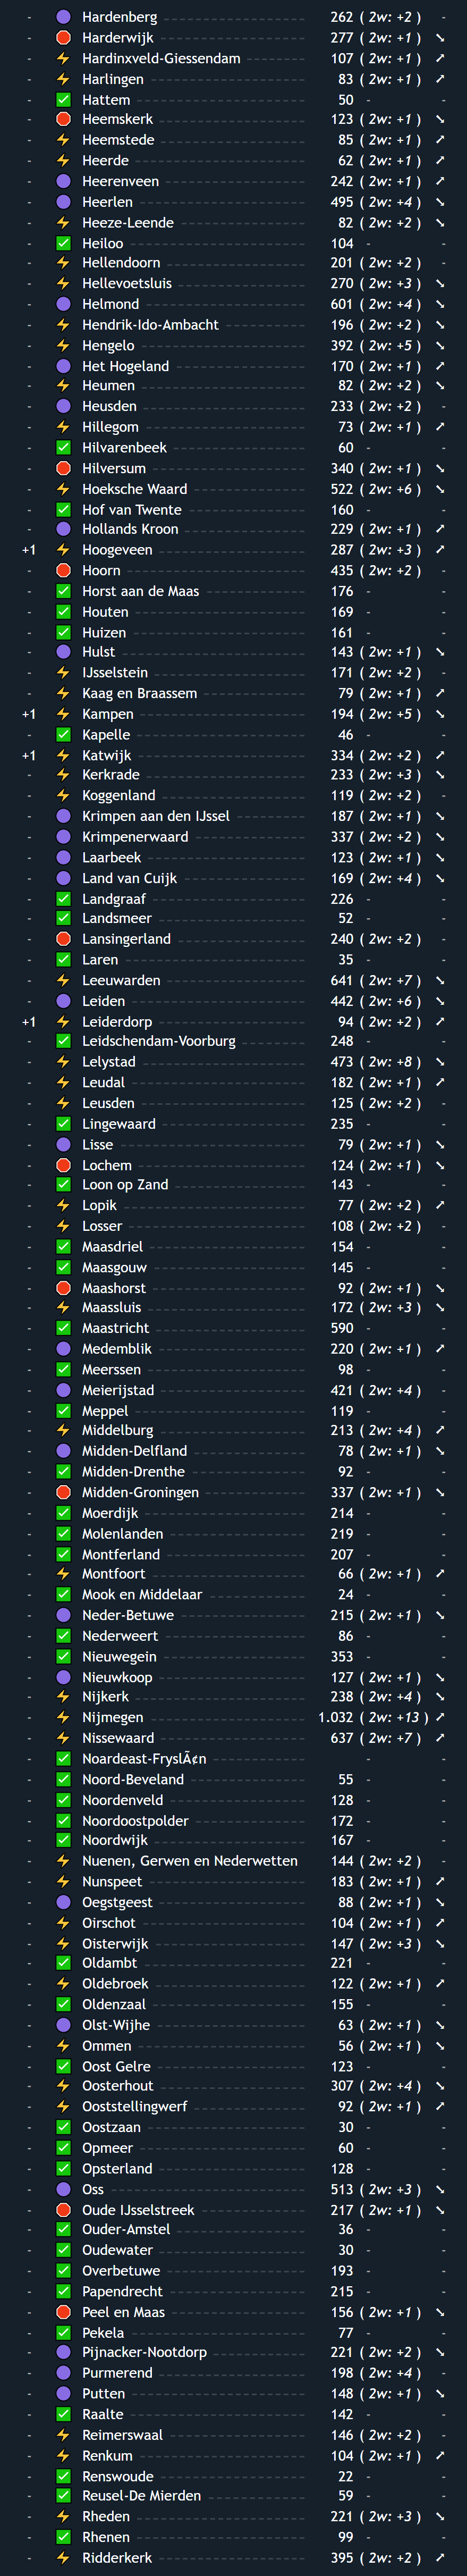 - Hardenberg 262 ( 2w: +2 ) -
- Harderwijk 277 ( 2w: +1 ) ➘
- Hardinxveld-Giessendam 107 ( 2w: +1 ) ➚
- Harlingen 83 ( 2w: +1 ) ➚
- Hattem 50 - -
- Heemskerk 123 ( 2w: +1 ) ➘
- Heemstede 85 ( 2w: +1 ) ➚
- Heerde 62 ( 2w: +1 ) ➚
- Heerenveen 242 ( 2w: +1 ) ➚
- Heerlen 495 ( 2w: +4 ) ➘
- Heeze-Leende 82 ( 2w: +2 ) ➘
- Heiloo 104 - -
- Hellendoorn 201 ( 2w: +2 ) -
- Hellevoetsluis 270 ( 2w: +3 ) ➘
- Helmond 601 ( 2w: +4 ) ➘
- Hendrik-Ido-Ambacht 196 ( 2w: +2 ) ➘
- Hengelo 392 ( 2w: +5 ) ➘
- Het Hogeland 170 ( 2w: +1 ) ➚
- Heumen 82 ( 2w: +2 ) ➘
- Heusden 233 ( 2w: +2 ) -
- Hillegom 73 ( 2w: +1 ) ➚
- Hilvarenbeek 60 - -
- Hilversum 340 ( 2w: +1 ) ➘
- Hoeksche Waard 522 ( 2w: +6 ) ➘
- Hof van Twente 160 - -
- Hollands Kroon 229 ( 2w: +1 ) ➚
+1 Hoogeveen 287 ( 2w: +3 ) ➚
- Hoorn 435 ( 2w: +2 ) -
- Horst aan de Maas 176 - -
- Houten 169 - -
- Huizen 161 - -
- Hulst 143 ( 2w: +1 ) ➘
- IJsselstein 171 ( 2w: +2 ) -
- Kaag en Braassem 79 ( 2w: +1 ) ➚
+1 Kampen 194 ( 2w: +5 ) ➘
- Kapelle 46 - -
+1 Katwijk 334 ( 2w: +2 ) ➚
- Kerkrade 233 ( 2w: +3 ) ➘
- Koggenland 119 ( 2w: +2 ) -
- Krimpen aan den IJssel 187 ( 2w: +1 ) ➘
- Krimpenerwaard 337 ( 2w: +2 ) ➘
- Laarbeek 123 ( 2w: +1 ) ➘
- Land van Cuijk 169 ( 2w: +4 ) ➘
- Landgraaf 226 - -
- Landsmeer 52 - -
- Lansingerland 240 ( 2w: +2 ) -
- Laren 35 - -
- Leeuwarden 641 ( 2w: +7 ) ➘
- Leiden 442 ( 2w: +6 ) ➘
+1 Leiderdorp 94 ( 2w: +2 ) ➚
- Leidschendam-Voorburg 248 - -
- Lelystad 473 ( 2w: +8 ) ➘
- Leudal 182 ( 2w: +1 ) ➚
- Leusden 125 ( 2w: +2 ) -
- Lingewaard 235 - -
- Lisse 79 ( 2w: +1 ) ➘
- Lochem 124 ( 2w: +1 ) ➘
- Loon op Zand 143 - -
- Lopik 77 ( 2w: +2 ) ➚
- Losser 108 ( 2w: +2 ) -
- Maasdriel 154 - -
- Maasgouw 145 - -
- Maashorst 92 ( 2w: +1 ) ➘
- Maassluis 172 ( 2w: +3 ) ➘
- Maastricht 590 - -
- Medemblik 220 ( 2w: +1 ) ➚
- Meerssen 98 - -
- Meierijstad 421 ( 2w: +4 ) -
- Meppel 119 - -
- Middelburg 213 ( 2w: +4 ) ➚
- Midden-Delfland 78 ( 2w: +1 ) ➘
- Midden-Drenthe 92 - -
- Midden-Groningen 337 ( 2w: +1 ) ➘
- Moerdijk 214 - -
- Molenlanden 219 - -
- Montferland 207 - -
- Montfoort 66 ( 2w: +1 ) ➚
- Mook en Middelaar 24 - -
- Neder-Betuwe 215 ( 2w: +1 ) ➘
- Nederweert 86 - -
- Nieuwegein 353 - -
- Nieuwkoop 127 ( 2w: +1 ) ➘
- Nijkerk 238 ( 2w: +4 ) ➘
- Nijmegen 1.032 ( 2w: +13 ) ➚
- Nissewaard 637 ( 2w: +7 ) ➚
- Noardeast-FryslÃ¢n - -
- Noord-Beveland 55 - -
- Noordenveld 128 - -
- Noordoostpolder 172 - -
- Noordwijk 167 - -
- Nuenen, Gerwen en Nederwetten 144 ( 2w: +2 ) -
- Nunspeet 183 ( 2w: +1 ) ➚
- Oegstgeest 88 ( 2w: +1 ) ➘
- Oirschot 104 ( 2w: +1 ) ➚
- Oisterwijk 147 ( 2w: +3 ) ➘
- Oldambt 221 - -
- Oldebroek 122 ( 2w: +1 ) ➚
- Oldenzaal 155 - -
- Olst-Wijhe 63 ( 2w: +1 ) ➘
- Ommen 56 ( 2w: +1 ) ➘
- Oost Gelre 123 - -
- Oosterhout 307 ( 2w: +4 ) ➘
- Ooststellingwerf 92 ( 2w: +1 ) ➚
- Oostzaan 30 - -
- Opmeer 60 - -
- Opsterland 128 - -
- Oss 513 ( 2w: +3 ) ➘
- Oude IJsselstreek 217 ( 2w: +1 ) ➘
- Ouder-Amstel 36 - -
- Oudewater 30 - -
- Overbetuwe 193 - -
- Papendrecht 215 - -
- Peel en Maas 156 ( 2w: +1 ) ➘
- Pekela 77 - -
- Pijnacker-Nootdorp 221 ( 2w: +2 ) ➘
- Purmerend 198 ( 2w: +4 ) -
- Putten 148 ( 2w: +1 ) ➘
- Raalte 142 - -
- Reimerswaal 146 ( 2w: +2 ) -
- Renkum 104 ( 2w: +1 ) ➚
- Renswoude 22 - -
- Reusel-De Mierden 59 - -
- Rheden 221 ( 2w: +3 ) ➘
- Rhenen 99 - -
- Ridderkerk 395 ( 2w: +2 ) ➚